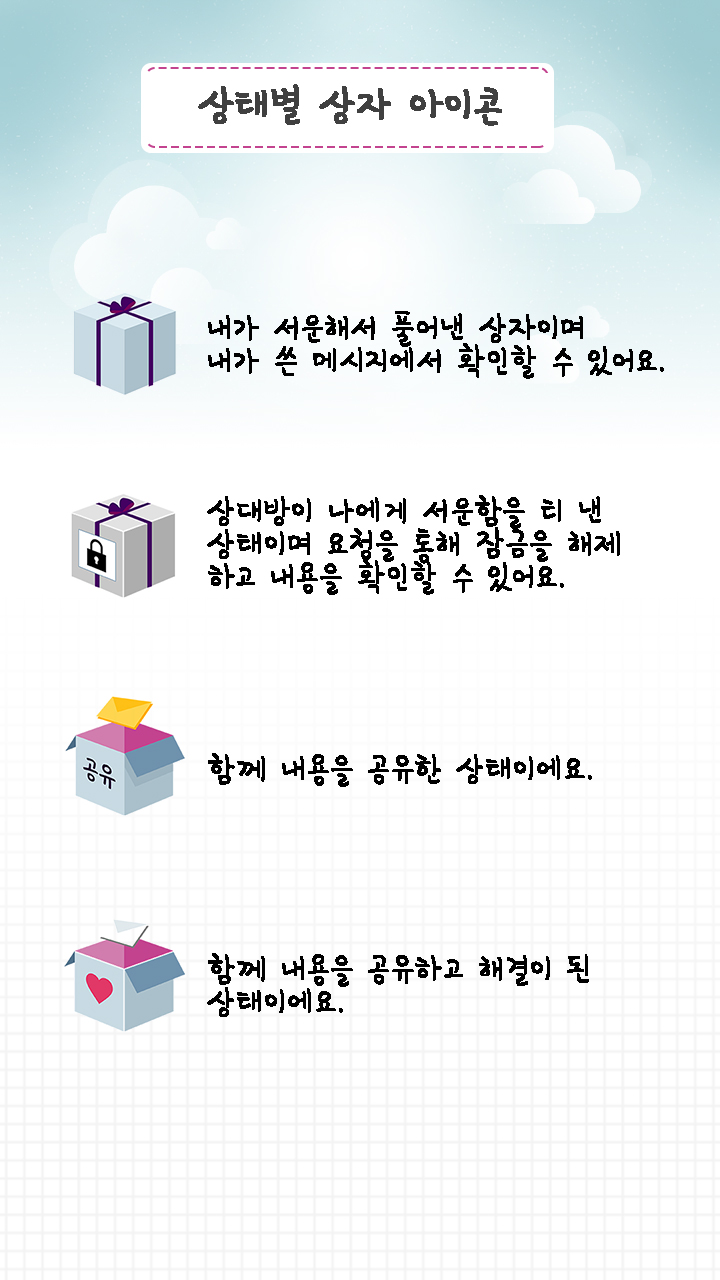 상태별 상자 아이콘
내가 서운해서 풀어낸 상자이며
내가 쓴 메시지에서 확인할 수 있어요.
상대방이 나에게 서운함을 티 낸
상태이며 요청을 통해 잠금을 해제
하고 내용을 확인할 수 있어요.
공유
함께 내용을 공유한 상태이에요.
함께 내용을 공유하고 해결이 된
상태이에요.